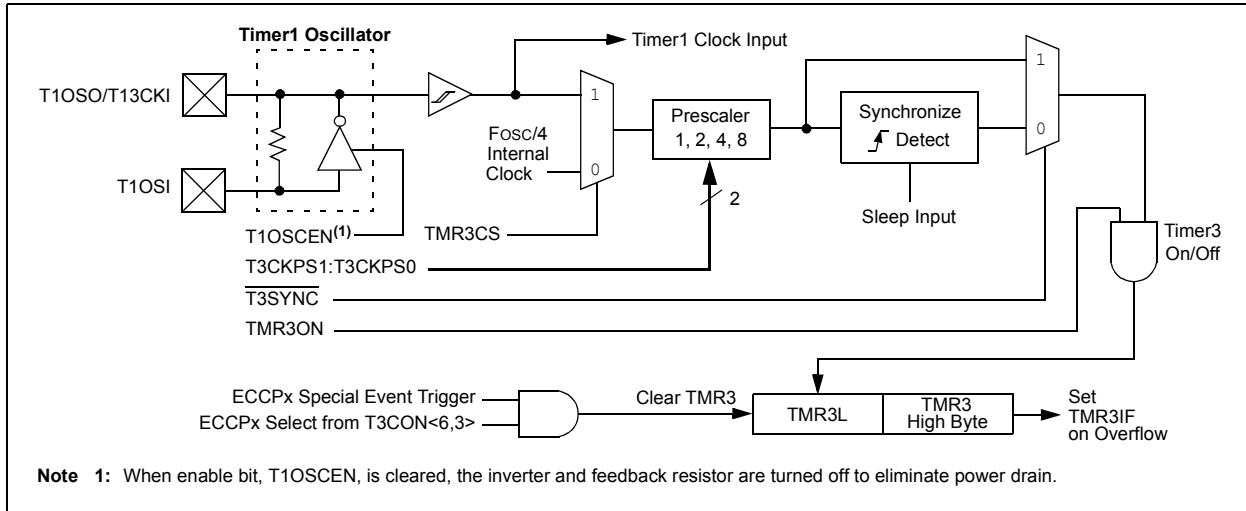 Timer1 Oscillator
Timer1 Clock Input
T1OSO/T13CKI
T1OSI
1
0
FOSC/4
Internal
Clock
Prescaler
1, 2, 4, 8
2
Synchronize
Detect
Sleep Input
1
0
T1OSCEN(1)
TMR3CS
T3CKPS1:T3CKPS0
T3SYNC
TMR3ON
Timer3
On/Off
ECCPx Special Event Trigger
ECCPx Select from T3CON<6,3>
Clear TMR3
TMR3L
TMR3
High Byte
Set
TMR3IF
on Overflow
Note 1: When enable bit, T1OSCEN, is cleared, the inverter and feedback resistor are turned off to eliminate power drain.